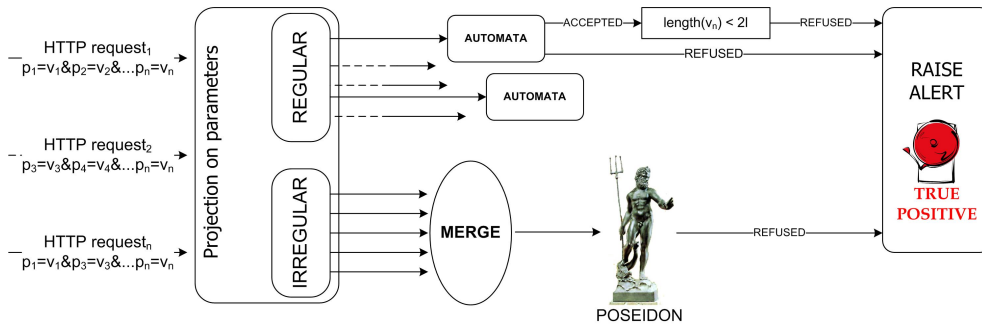 HTTP request₁
p₁=v₁&p₂=v₂&...pₙ=vₙ
HTTP request₂
p₃=v₃&p₄=v₄&...pₙ=vₙ
HTTP requestₙ
p₁=v₁&p₃=v₃&...pₙ=vₙ
Projection on parameters
REGULAR
IRREGULAR
AUTOMATA
ACCEPTED
length(vₙ) < 2l
REFUSED
REFUSED
AUTOMATA
MERGE
POSEIDON
REFUSED
RAISE
ALERT
TRUE
POSITIVE